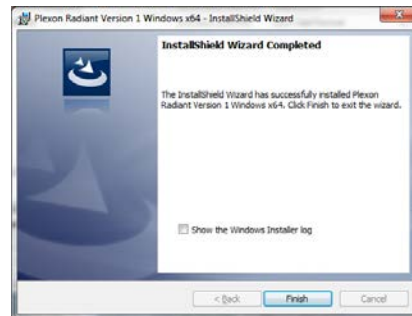 Plexon Radiant Version 1 Windows x64 - InstallShield Wizard
InstallShield Wizard Completed
The InstallShield Wizard has successfully installed Plexon
Radiant Version 1 Windows x64. Click Finish to exit the wizard.
Show the Windows Installer log
< Back
Finish
Cancel